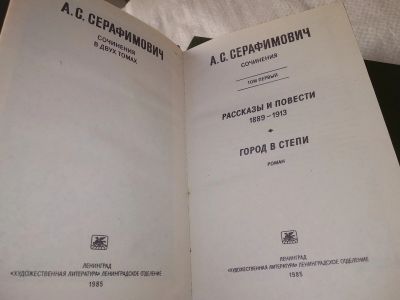 А.С. СЕРАФИМОВИЧ
СОЧИНЕНИЯ
В ДВУХ ТОМАХ
ЛЕНИНГРАД
«ХУДОЖЕСТВЕННАЯ ЛИТЕРАТУРА» ЛЕНИНГРАДСКОЕ ОТДЕЛЕНИЕ
1985
А.С. СЕРАФИМОВИЧ
СОЧИНЕНИЯ
ТОМ ПЕРВЫЙ
РАССКАЗЫ И ПОВЕСТИ
1889–1913
ГОРОД В СТЕПИ
РОМАН
ЛЕНИНГРАД
«ХУДОЖЕСТВЕННАЯ ЛИТЕРАТУРА» ЛЕНИНГРАДСКОЕ ОТДЕЛЕНИЕ
1985